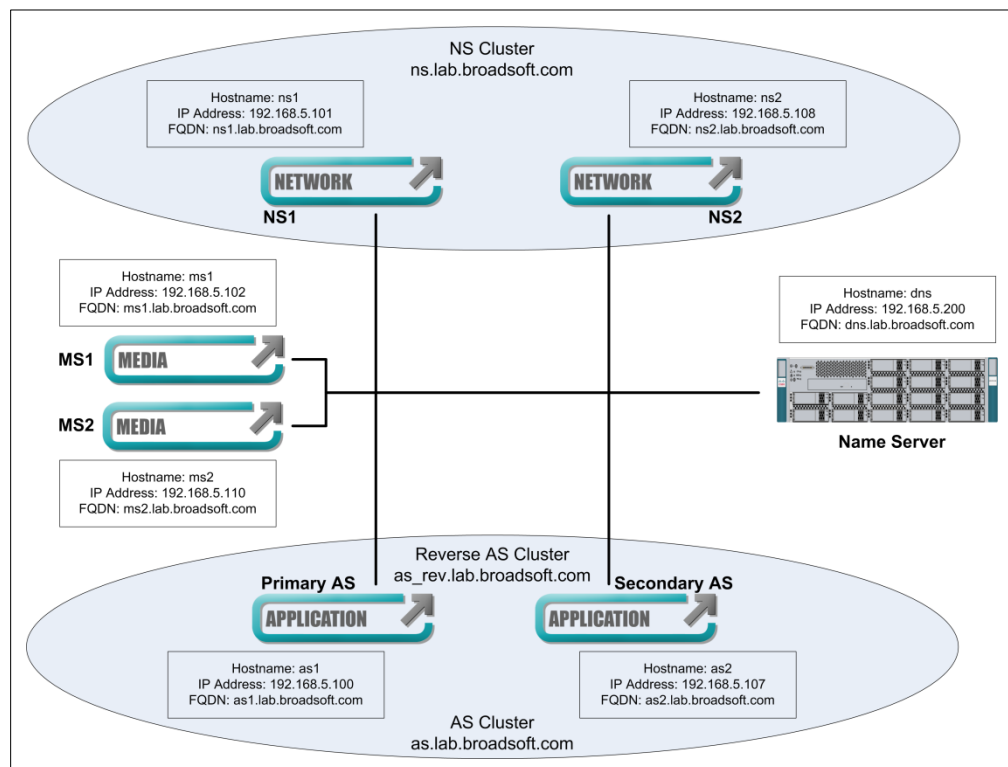 NS Cluster
ns.lab.broadsoft.com
Hostname: ns1
IP Address: 192.168.5.101
FQDN: ns1.lab.broadsoft.com
Hostname: ns2
IP Address: 192.168.5.108
FQDN: ns2.lab.broadsoft.com
NETWORK
NS1
NETWORK
NS2
Hostname: ms1
IP Address: 192.168.5.102
FQDN: ms1.lab.broadsoft.com
MS1
MEDIA
MS2
MEDIA
Hostname: ms2
IP Address: 192.168.5.110
FQDN: ms2.lab.broadsoft.com
Hostname: dns
IP Address: 192.168.5.200
FQDN: dns.lab.broadsoft.com
Name Server
Reverse AS Cluster
as_rev.lab.broadsoft.com
Primary AS
APPLICATION
Secondary AS
APPLICATION
Hostname: as1
IP Address: 192.168.5.100
FQDN: as1.lab.broadsoft.com
Hostname: as2
IP Address: 192.168.5.107
FQDN: as2.lab.broadsoft.com
AS Cluster
as.lab.broadsoft.com